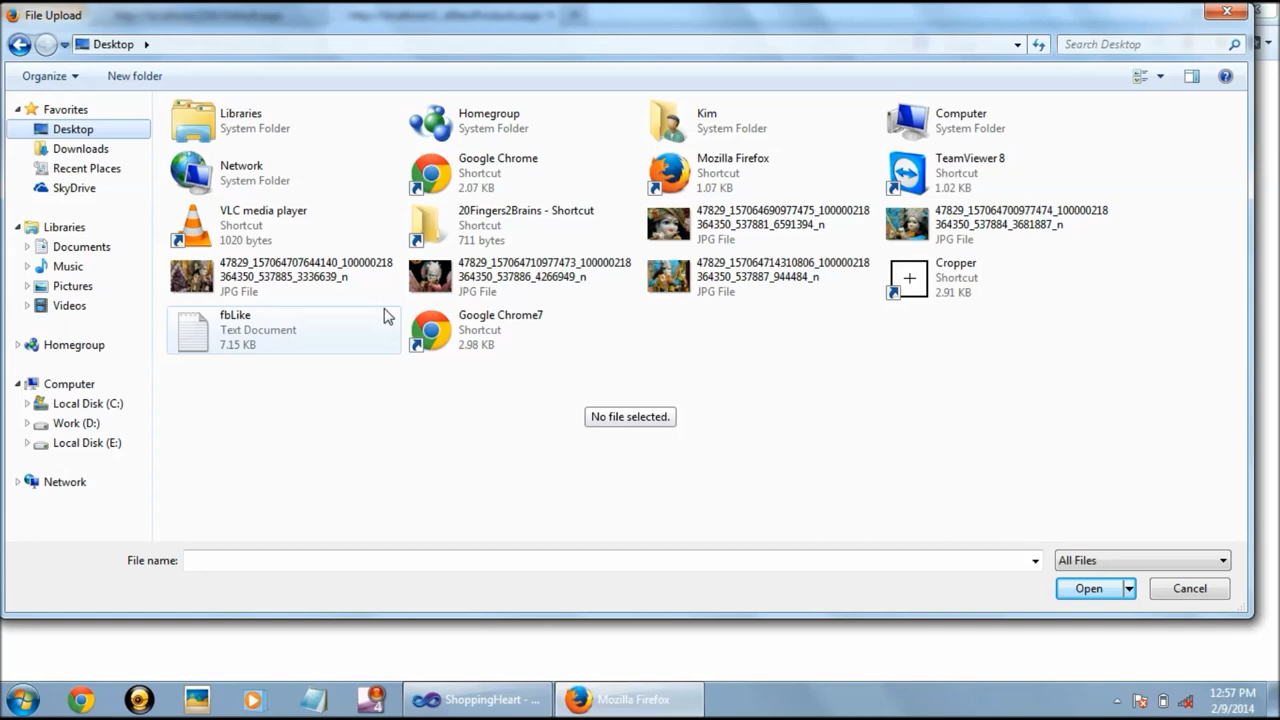 File Upload
Desktop
Search Desktop
Organize
New folder
Favorites
Desktop
Downloads
Recent Places
SkyDrive
Libraries
Documents
Music
Pictures
Videos
Homegroup
Computer
Local Disk (C:)
Work (D:)
Local Disk (E:)
Network
Libraries
System Folder
Homegroup
System Folder
Kim
System Folder
Computer
System Folder
Network
System Folder
Google Chrome
Shortcut
2.07 KB
Mozilla Firefox
Shortcut
1.07 KB
TeamViewer 8
Shortcut
1.02 KB
VLC media player
Shortcut
1020 bytes
20Fingers2Brains - Shortcut
Shortcut
711 bytes
47829_157064690977475_100000218
364350_537881_6591394_n
JPG File
47829_157064700977474_100000218
364350_537884_3681887_n
JPG File
47829_157064707644140_100000218
364350_537885_3336639_n
JPG File
47829_157064710977473_100000218
364350_537886_4266949_n
JPG File
47829_157064714310806_100000218
364350_537887_944484_n
JPG File
Cropper
Shortcut
2.91 KB
fbLike
Text Document
7.15 KB
Google Chrome7
Shortcut
2.98 KB
No file selected.
File name:
All Files
Open
Cancel
4
ShoppingHeart - ...
Mozilla Firefox
12:57 PM
2/9/2014